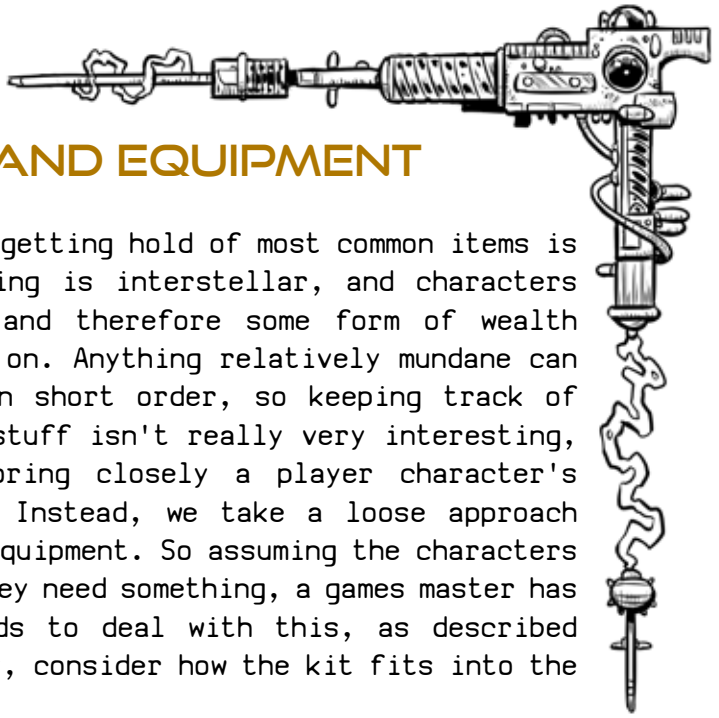 AND EQUIPMENT
getting hold of most common items is
ing is interstellar, and characters
and therefore some form of wealth
on. Anything relatively mundane can
n short order, so keeping track of
stuff isn't really very interesting,
oring closely a player character's
Instead, we take a loose approach
quipment. So assuming the characters
ey need something, a games master has
ds to deal with this, as described
, consider how the kit fits into the